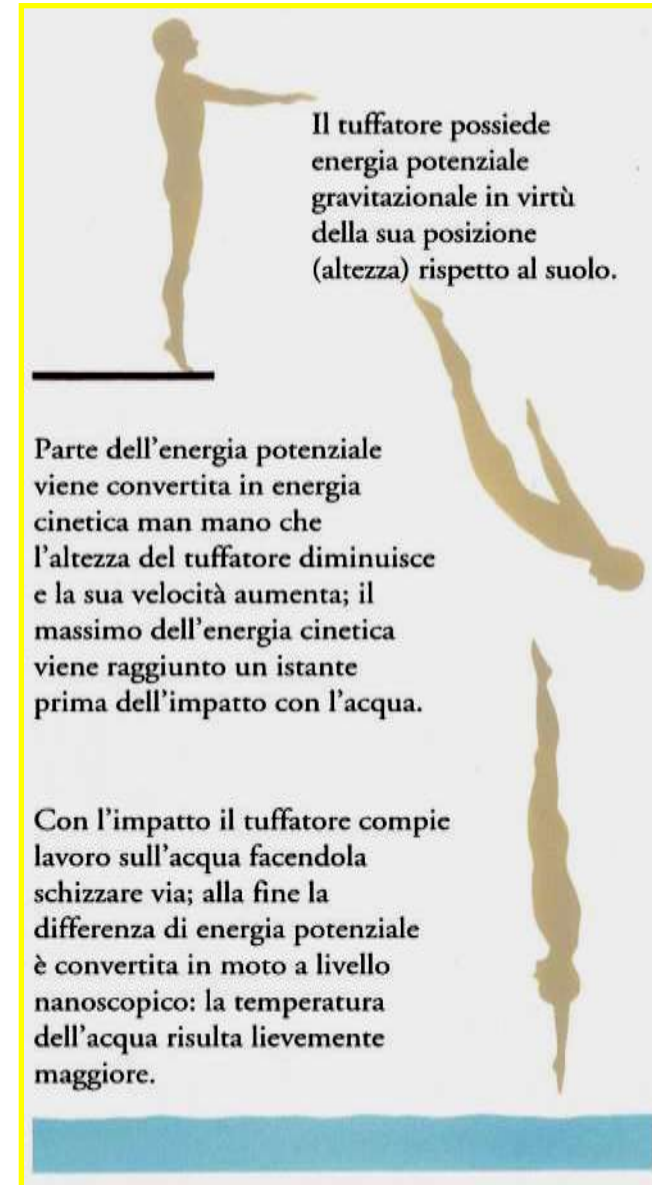 Il tuffatore possiede
energia potenziale
gravitazionale in virtù
della sua posizione
(altezza) rispetto al suolo.
Parte dell'energia potenziale
viene convertita in energia
cinetica man mano che
l'altezza del tuffatore diminuisce
e la sua velocità aumenta; il
massimo dell'energia cinetica
viene raggiunto un istante
prima dell'impatto con l'acqua.
Con l'impatto il tuffatore compie
lavoro sull'acqua facendola
schizzare via; alla fine la
differenza di energia potenziale
è convertita in moto a livello
nanoscopico: la temperatura
dell'acqua risulta lievemente
maggiore.